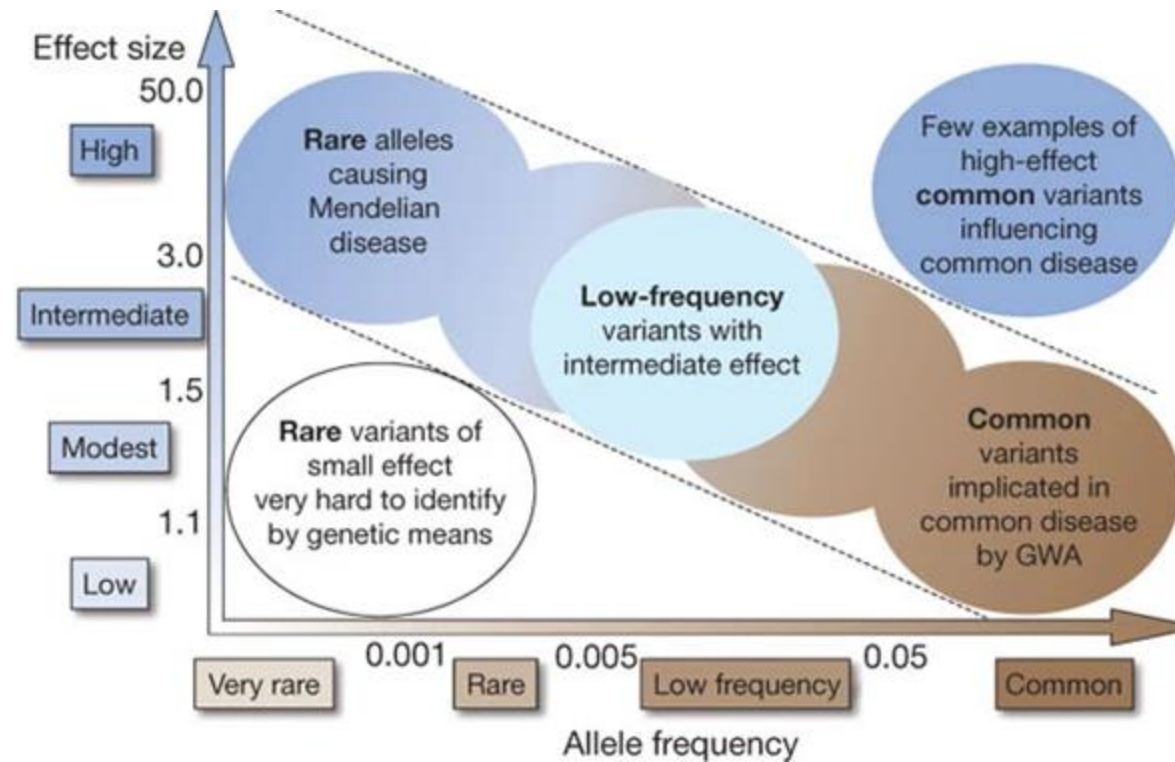 Effect size
50.0
High
3.0
Intermediate
1.5
Modest
1.1
Low
Rare alleles
causing
Mendelian
disease
Few examples of
high-effect
common variants
influencing
common disease
Low-frequency
variants with
intermediate effect
Rare variants of
small effect
very hard to identify
by genetic means
Common
variants
implicated in
common disease
by GWA
0.001
0.005
0.05
Very rare
Rare
Low frequency
Common
Allele frequency